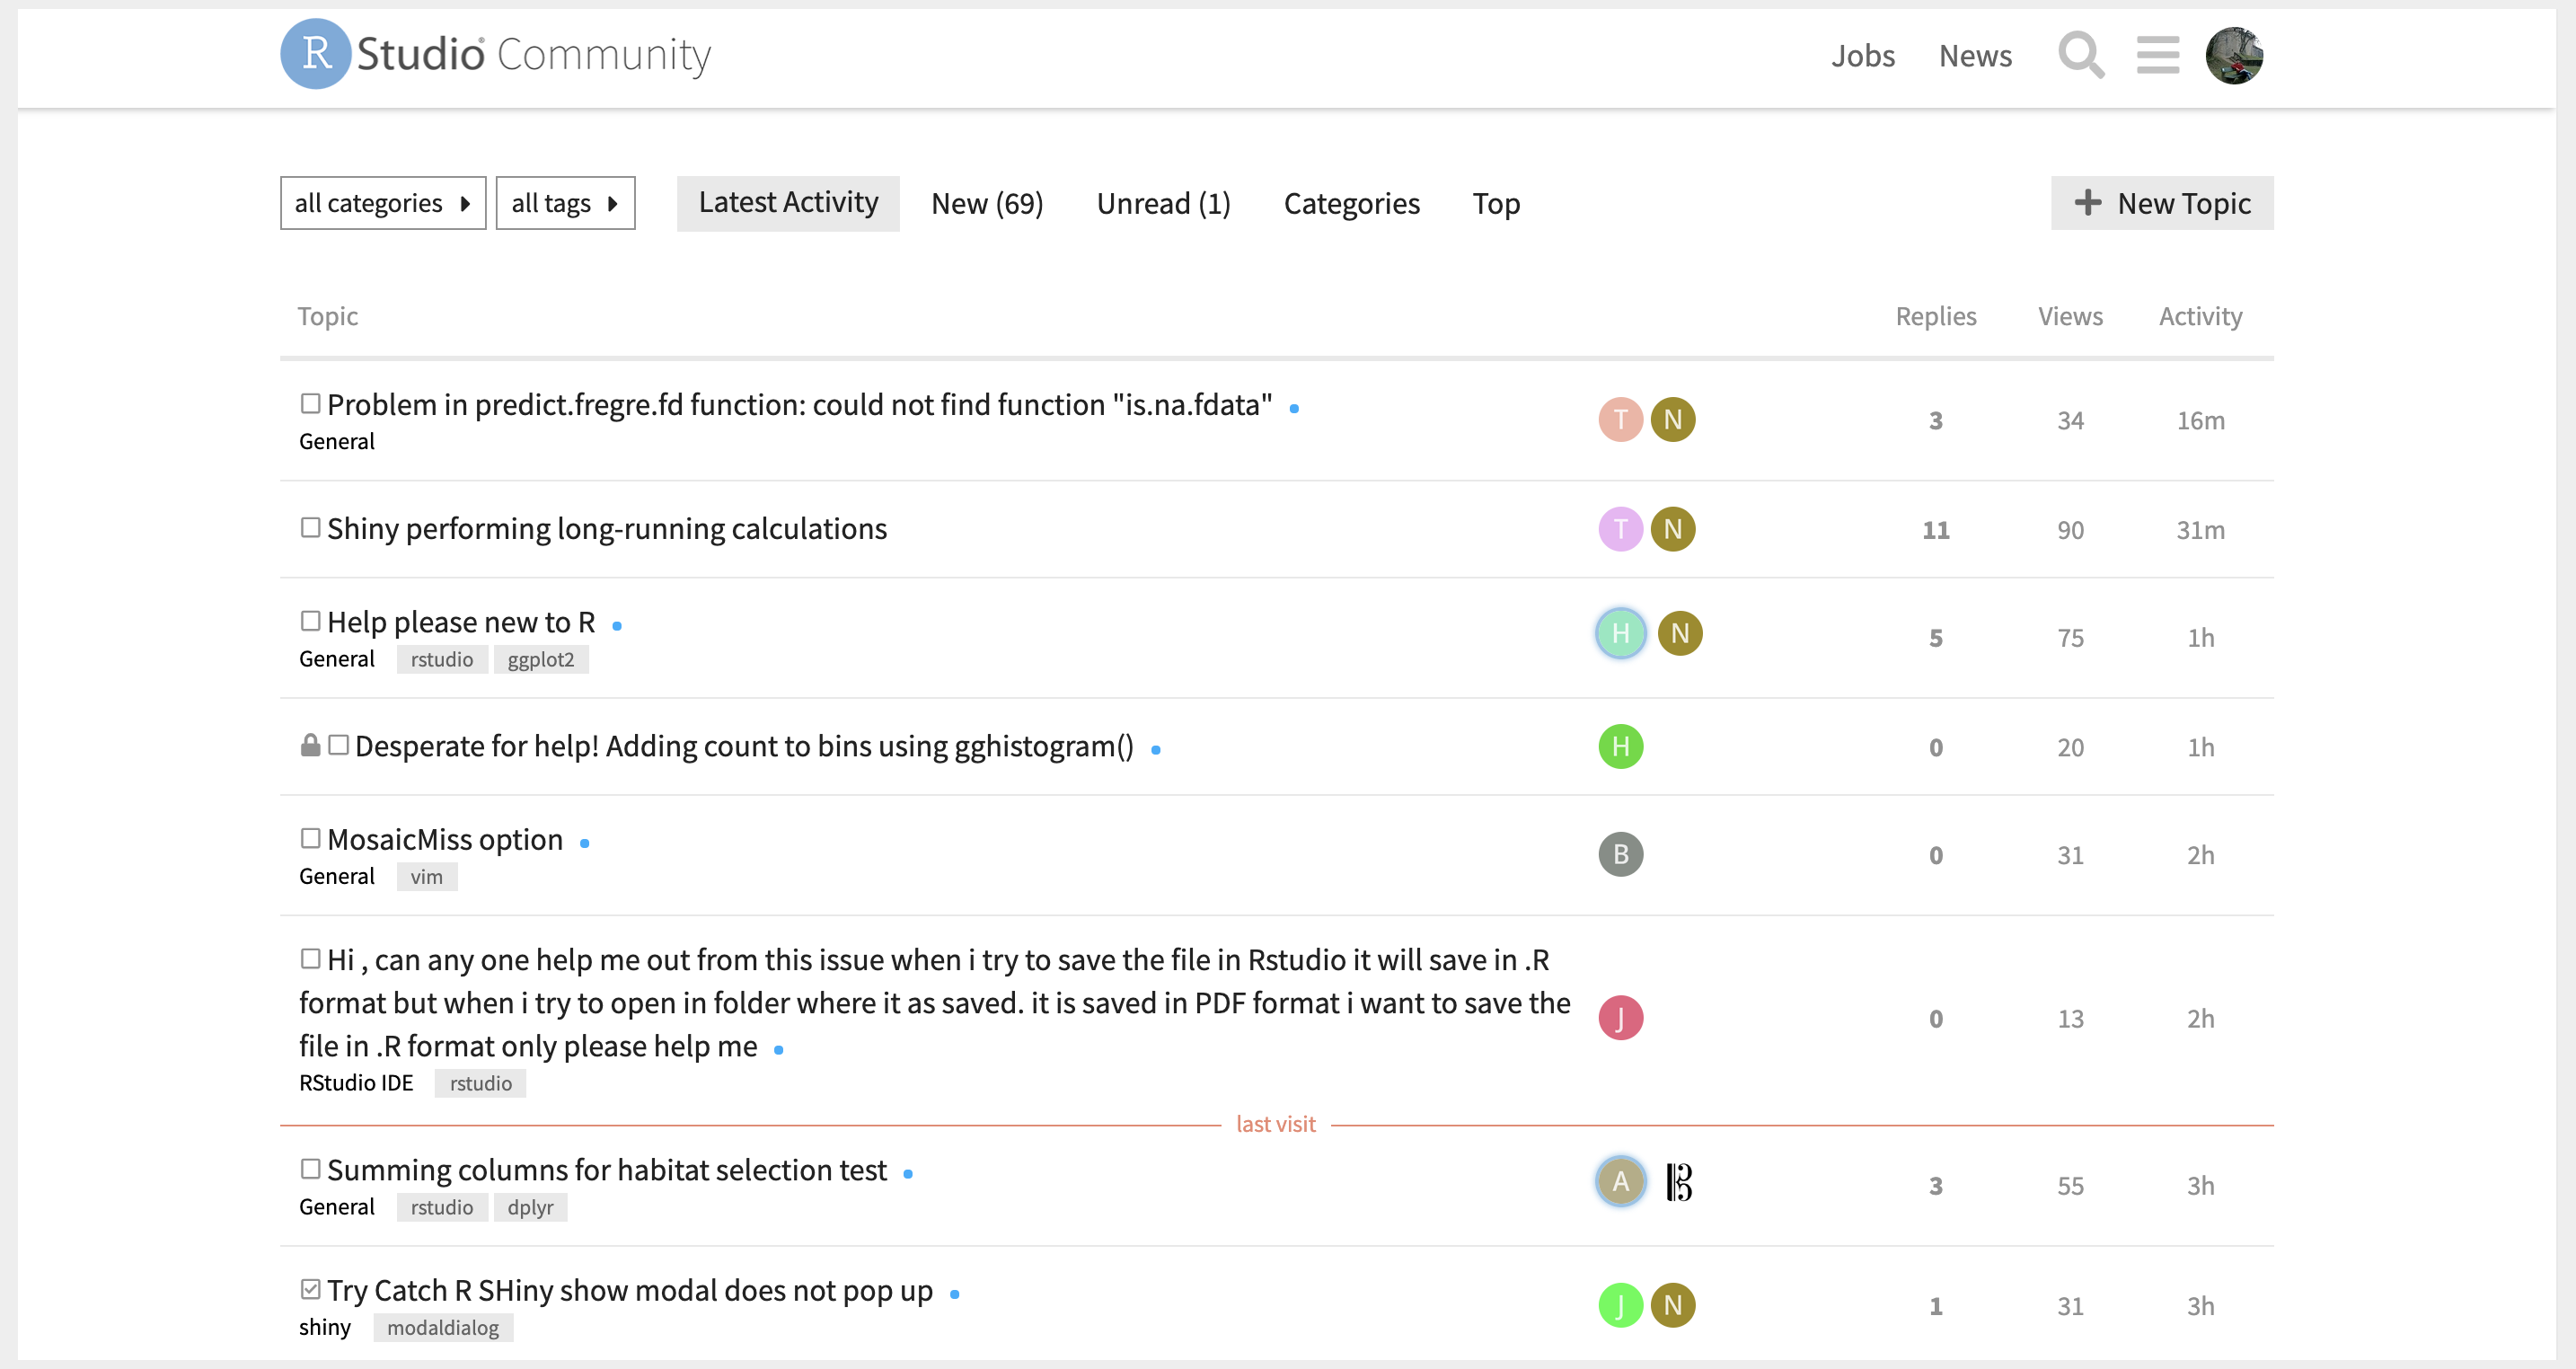 R Studio Community
Jobs News
all categories all tags Latest Activity New (69) Unread (1) Categories Top + New Topic
Topic Replies Views Activity
Problem in predict.fregre.fd function: could not find function "is.na.fdata" T N 3 34 16m
General
Shiny performing long-running calculations T N 11 90 31m
Help please new to R H N 5 75 1h
General rstudio ggplot2
Desperate for help! Adding count to bins using gghistogram() H 0 20 1h
MosaicMiss option B 0 31 2h
General vim
Hi , can any one help me out from this issue when i try to save the file in Rstudio it will save in .R
format but when i try to open in folder where it as saved. it is saved in PDF format i want to save the J 0 13 2h
file in .R format only please help me
RStudio IDE rstudio
last visit
Summing columns for habitat selection test A 3 55 3h
General rstudio dplyr
Try Catch R SHiny show modal does not pop up J N 1 31 3h
shiny modaldialog